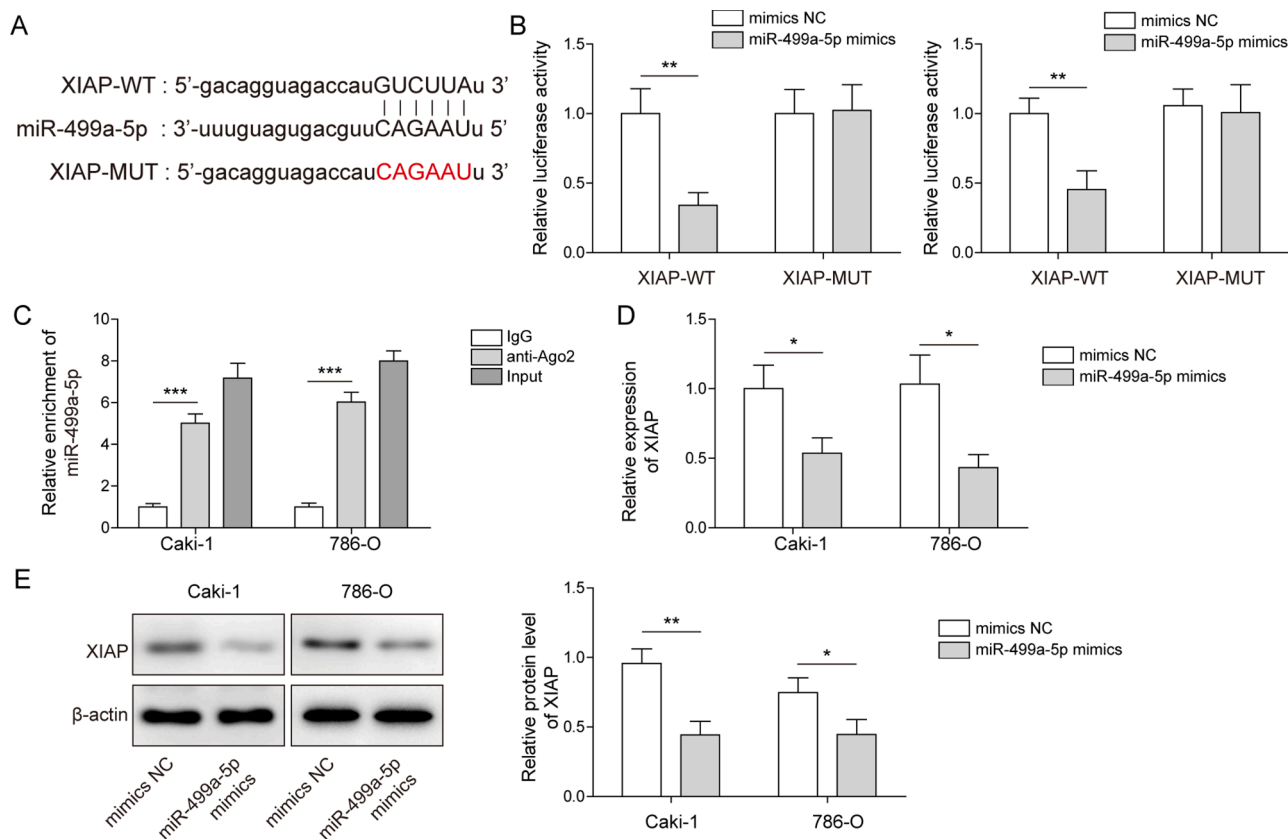 A
XIAP-WT : 5'-gacagguagaccauGUCUUAu 3'
miR-499a-5p : 3'-uuuguagugacguuCAGAAUu 5'
XIAP-MUT : 5'-gacagguagaccauCAGAAUu 3'
B
mimics NC
miR-499a-5p mimics
Relative luciferase activity
1.5
1.0
0.5
0.0
**
XIAP-WT
XIAP-MUT
mimics NC
miR-499a-5p mimics
Relative luciferase activity
1.5
1.0
0.5
0.0
**
XIAP-WT
XIAP-MUT
C
Relative enrichment of
miR-499a-5p
10
8
6
4
2
0
***
***
IgG
anti-Ago2
Input
Caki-1
786-O
D
Relative expression
of XIAP
1.5
1.0
0.5
0.0
*
*
mimics NC
miR-499a-5p mimics
Caki-1
786-O
E
Caki-1
786-O
XIAP
β-actin
mimics NC
miR-499a-5p
mimics
mimics NC
miR-499a-5p
mimics
Relative protein level
of XIAP
1.5
1.0
0.5
0.0
**
*
mimics NC
miR-499a-5p mimics
Caki-1
786-O